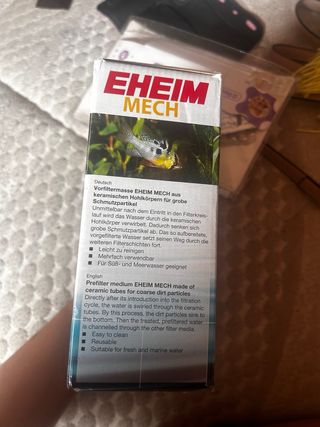 EHEIM
MECH
Deutsch
Vorfiltermasse EHEIM MECH aus
keramischen Hohlkörpern für grobe
Schmutzpartikel
Unmittelbar nach dem Eintritt in den Filterkreis-
lauf wird das Wasser durch die keramischen
Hohlkörper verwirbelt. Dadurch senken sich
grobe Schmutzpartikel ab. Das so aufbereitete,
vorgefilterte Wasser setzt seinen Weg durch die
weiteren Filterschichten fort.
■ Leicht zu reinigen
■ Mehrfach verwendbar
■ Für Süß- und Meerwasser geeignet
English
Prefilter medium EHEIM MECH made of
ceramic tubes for coarse dirt particles
Directly after its introduction into the filtration
cycle, the water is swirled through the ceramic
tubes. By this process, the dirt particles sink to
the bottom. Then the treated, prefiltered water
is channelled through the other filter media.
■ Easy to clean
■ Reusable
■ Suitable for fresh and marine water